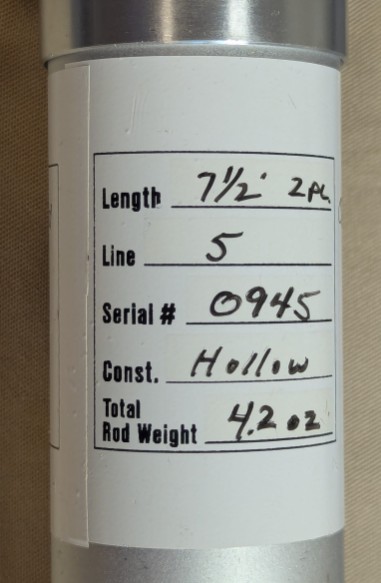 Length 7½' 2pc.
Line 5
Serial # 0945
Const. Hollow
Total
Rod Weight 4.2 oz